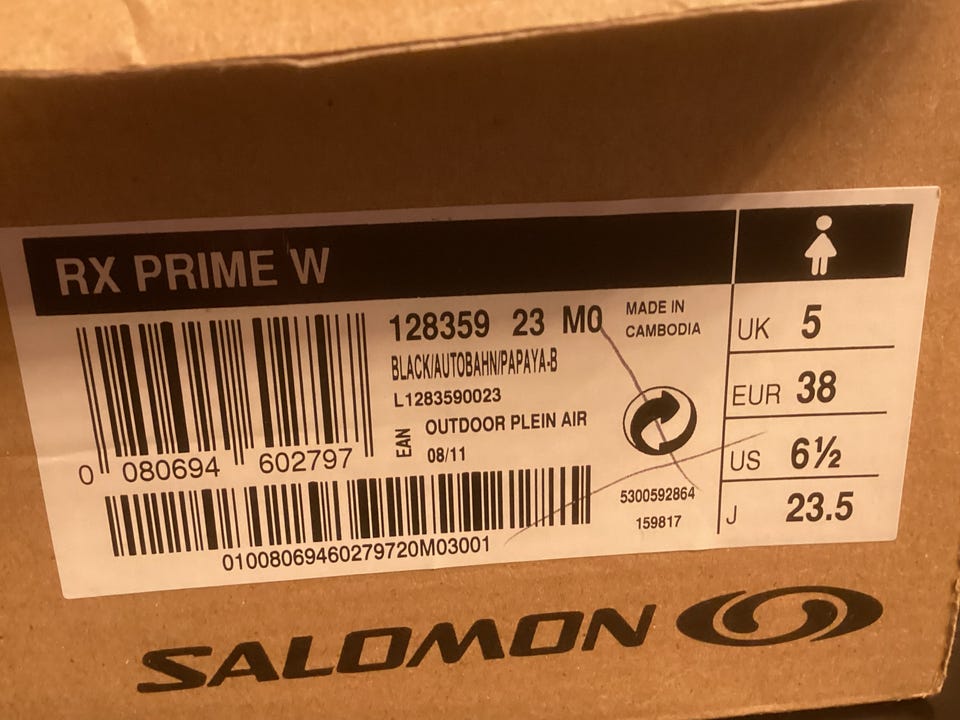 RX PRIME W
128359 23 M0
BLACK/AUTOBAHN/PAPAYA-B
L1283590023
EAN
OUTDOOR PLEIN AIR
08/11
0 080694 602797
01008069460279720M03001
MADE IN
CAMBODIA
5300592864
159817
UK 5
EUR 38
US 6½
J 23.5
SALOMON